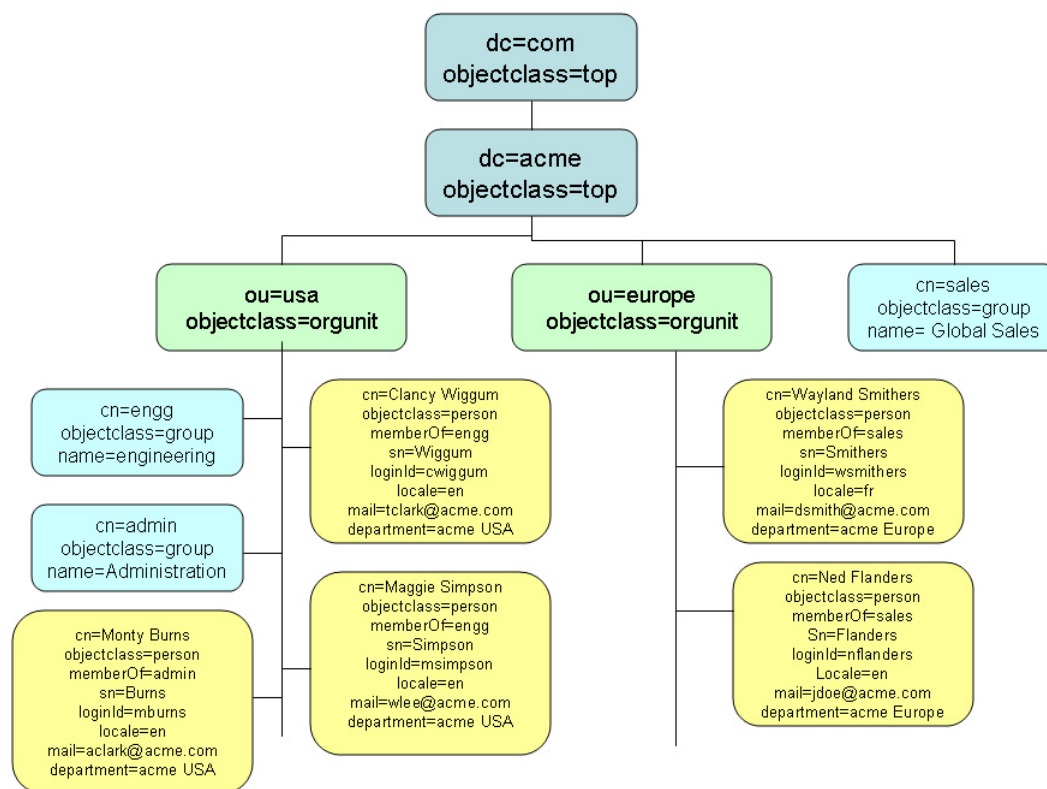 dc=com
objectclass=top
dc=acme
objectclass=top
ou=usa
objectclass=orgunit
ou=europe
objectclass=orgunit
cn=sales
objectclass=group
name= Global Sales
cn=engg
objectclass=group
name=engineering
cn=Clancy Wiggum
objectclass=person
memberOf=engg
sn=Wiggum
loginId=cwiggum
locale=en
mail=tclark@acme.com
department=acme USA
cn=Wayland Smithers
objectclass=person
memberOf=sales
sn=Smithers
loginId=wsmithers
locale=fr
mail=dsmith@acme.com
department=acme Europe
cn=admin
objectclass=group
name=Administration
cn=Maggie Simpson
objectclass=person
memberOf=engg
sn=Simpson
loginId=msimpson
locale=en
mail=wlee@acme.com
department=acme USA
cn=Ned Flanders
objectclass=person
memberOf=sales
Sn=Flanders
loginId=nflanders
Locale=en
mail=jdoe@acme.com
department=acme Europe
cn=Monty Burns
objectclass=person
memberOf=admin
sn=Burns
loginId=mburns
locale=en
mail=aclark@acme.com
department=acme USA